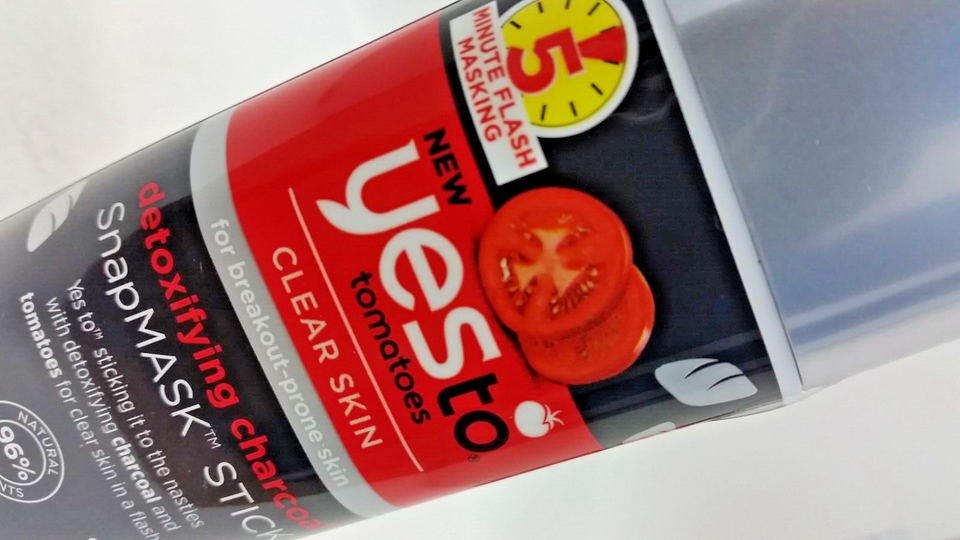 5
MINUTE FLASH
MASKING
NEW
yes to®
tomatoes
CLEAR SKIN
for breakout-prone skin
detoxifying charcoal
SnapMASK™ STICK
Yes to™ sticking it to the nasties
with detoxifying charcoal and
tomatoes for clear skin in a flash
NATURAL
96%